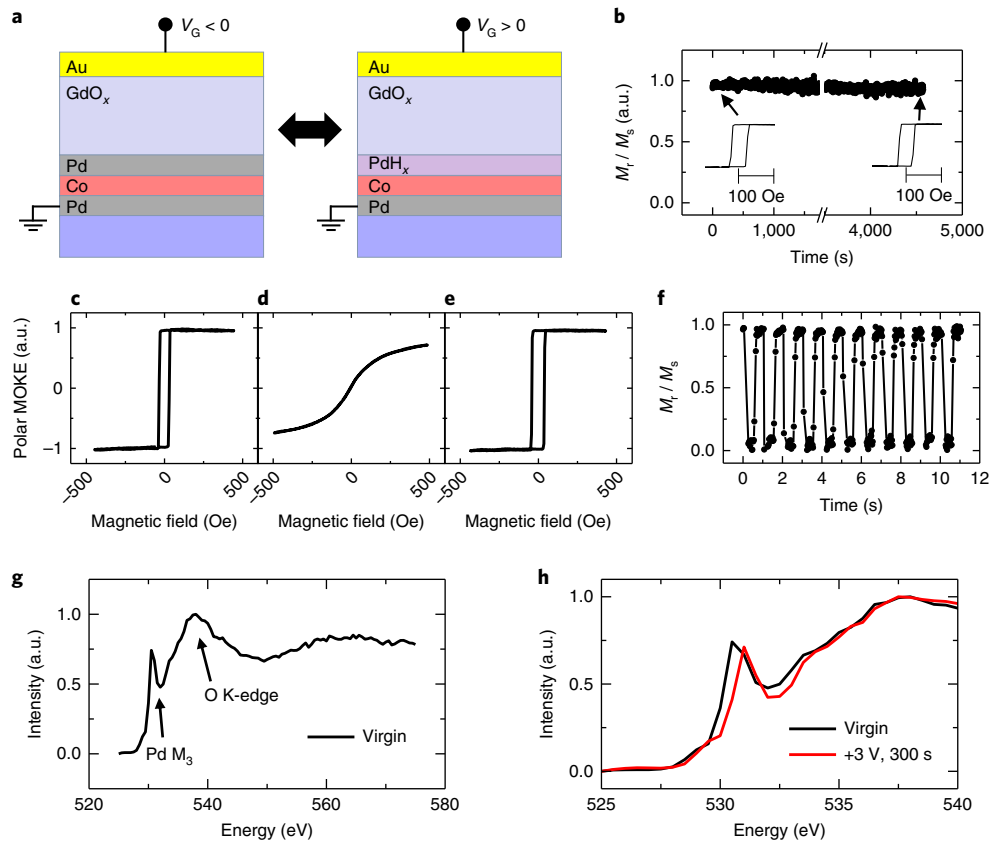 a
V_G < 0
V_G > 0
Au
GdO_x
Pd
Co
Pd
Au
GdO_x
PdH_x
Co
Pd
b
M_r / M_s (a.u.)
1.0
0.5
0.0
100 Oe
100 Oe
0
1,000
4,000
5,000
Time (s)
c
d
e
Polar MOKE (a.u.)
1
0
−1
−500
0
500
−500
0
500
−500
0
500
Magnetic field (Oe)
Magnetic field (Oe)
Magnetic field (Oe)
f
M_r / M_s
1.0
0.5
0.0
0
2
4
6
8
10
12
Time (s)
g
Intensity (a.u.)
1.0
0.5
0.0
O K-edge
Pd M₃
Virgin
520
540
560
580
Energy (eV)
h
Intensity (a.u.)
1.0
0.5
0.0
Virgin
+3 V, 300 s
525
530
535
540
Energy (eV)